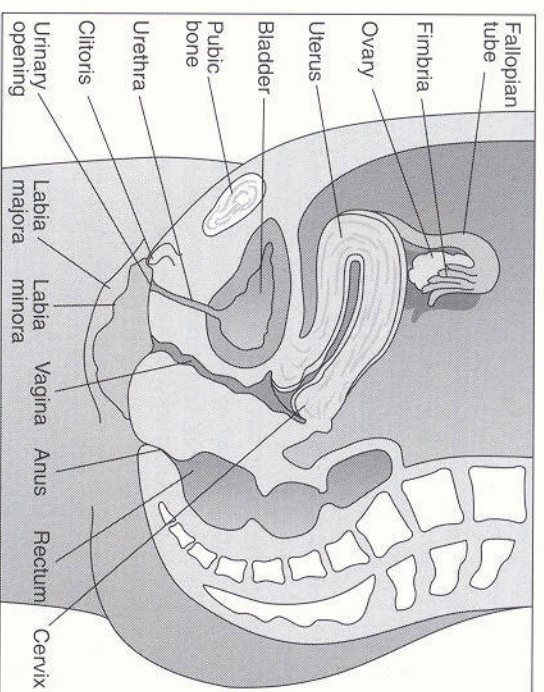 Fallopian
tube
Fimbria
Ovary
Uterus
Bladder
Pubic
bone
Urethra
Clitoris
Urinary
opening
Labia
majora
Labia
minora
Vagina
Anus
Rectum
Cervix